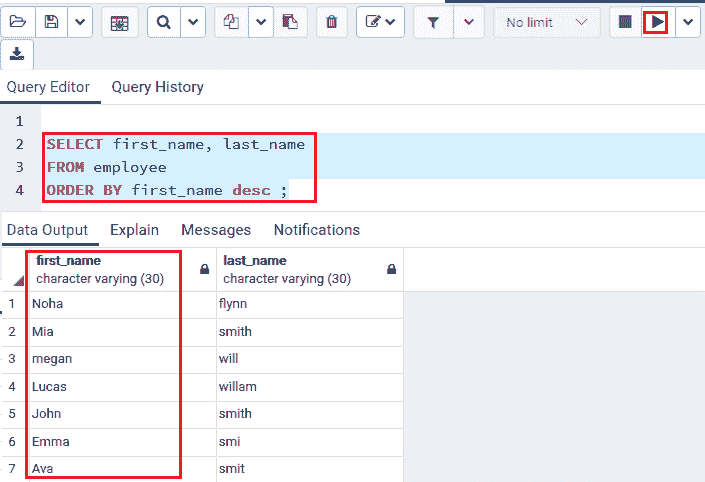 No limit
Query Editor Query History
1
2 SELECT first_name, last_name
3 FROM employee
4 ORDER BY first_name desc ;
Data Output Explain Messages Notifications
first_name last_name
character varying (30) character varying (30)
1 Noha flynn
2 Mia smith
3 megan will
4 Lucas willam
5 John smith
6 Emma smi
7 Ava smit